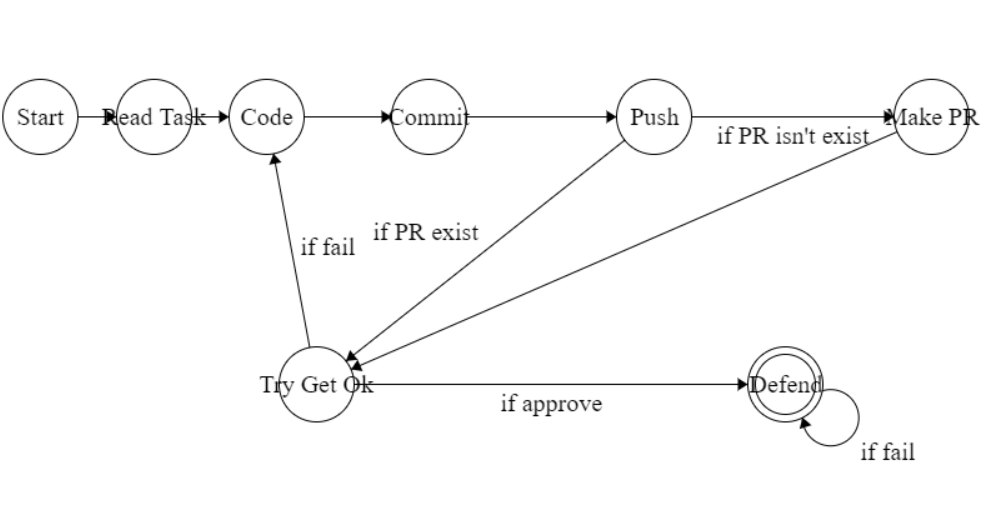 Start
Read Task
Code
Commit
Push
Make PR
if PR isn't exist
if PR exist
if fail
Try Get Ok
if approve
Defend
if fail